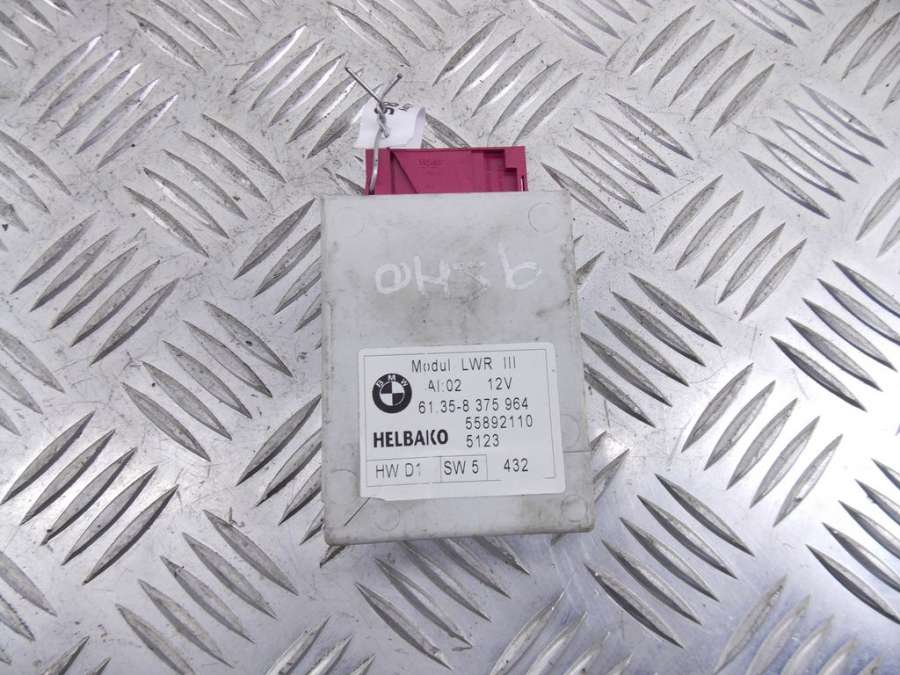 Modul LWR III
BMW
AI:02 12V
61.35-8 375 964
55892110
HELBAKO 5123
HW D1 SW 5 432